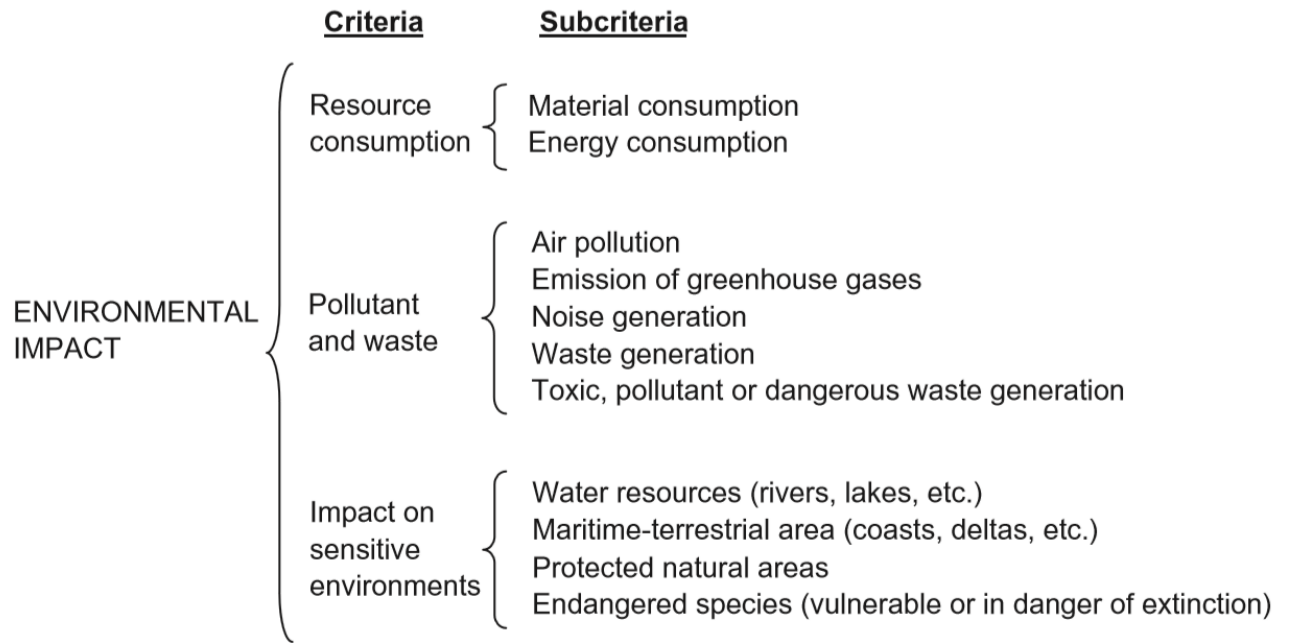 Criteria Subcriteria
Resource
consumption
Material consumption
Energy consumption
ENVIRONMENTAL
IMPACT
Pollutant
and waste
Air pollution
Emission of greenhouse gases
Noise generation
Waste generation
Toxic, pollutant or dangerous waste generation
Impact on
sensitive
environments
Water resources (rivers, lakes, etc.)
Maritime-terrestrial area (coasts, deltas, etc.)
Protected natural areas
Endangered species (vulnerable or in danger of extinction)